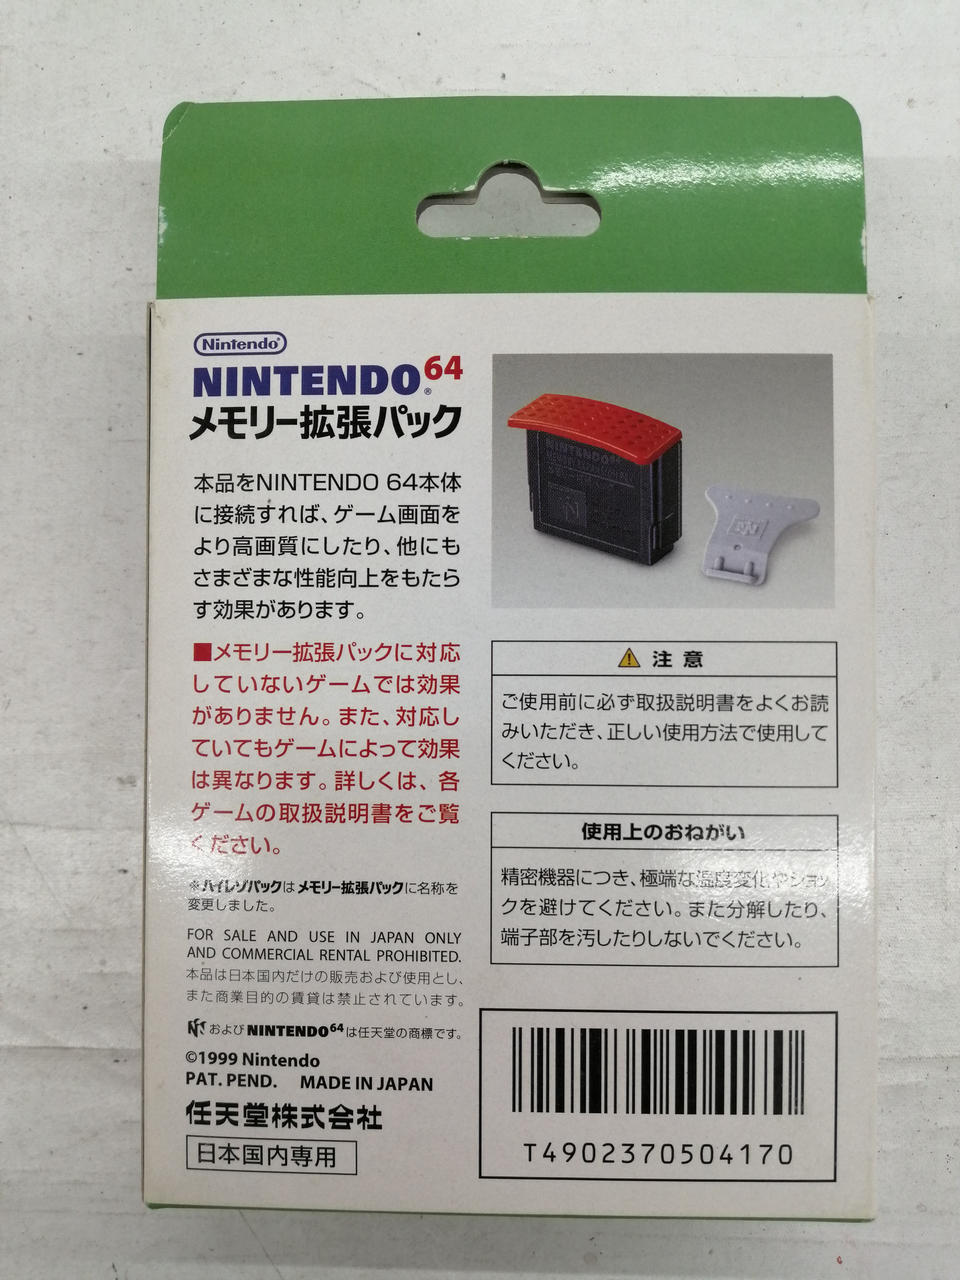 Nintendo
NINTENDO 64
メモリー拡張パック
本品をNINTENDO 64本体
に接続すれば、ゲーム画面を
より高画質にしたり、他にも
さまざまな性能向上をもたら
す効果があります。
■メモリー拡張パックに対応
していないゲームでは効果
がありません。また、対応し
ていてもゲームによって効果
は異なります。詳しくは、各
ゲームの取扱説明書をご覧
ください。
※ハイレゾパックはメモリー拡張パックに名称を
変更しました。
FOR SALE AND USE IN JAPAN ONLY
AND COMMERCIAL RENTAL PROHIBITED.
本品は日本国内だけの販売および使用とし、
また商業目的の賃貸は禁止されています。
およびNINTENDO64は任天堂の商標です。
©1999 Nintendo
PAT. PEND. MADE IN JAPAN
任天堂株式会社
日本国内専用
NINTENDO64
注意
ご使用前に必ず取扱説明書をよくお読
みいただき、正しい使用方法で使用して
ください。
使用上のおねがい
精密機器につき、極端な温度変化やショッ
クを避けてください。また分解したり、
端子部を汚したりしないでください。
T4902370504170